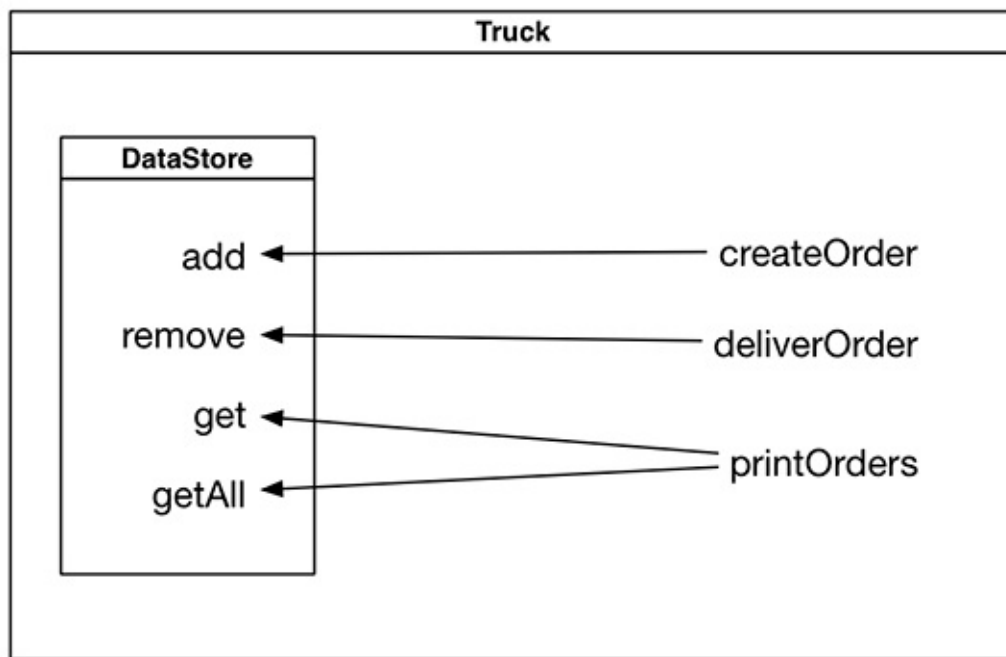 Truck
DataStore
add
createOrder
remove
deliverOrder
get
printOrders
getAll